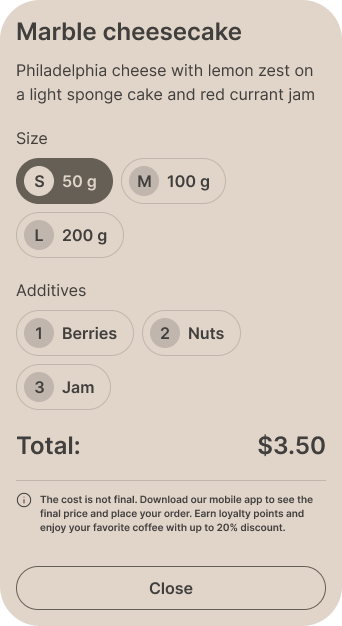 Marble cheesecake
Philadelphia cheese with lemon zest on
a light sponge cake and red currant jam
Size
S 50 g M 100 g
L 200 g
Additives
1 Berries 2 Nuts
3 Jam
Total: $3.50
The cost is not final. Download our mobile app to see the
final price and place your order. Earn loyalty points and
enjoy your favorite coffee with up to 20% discount.
Close